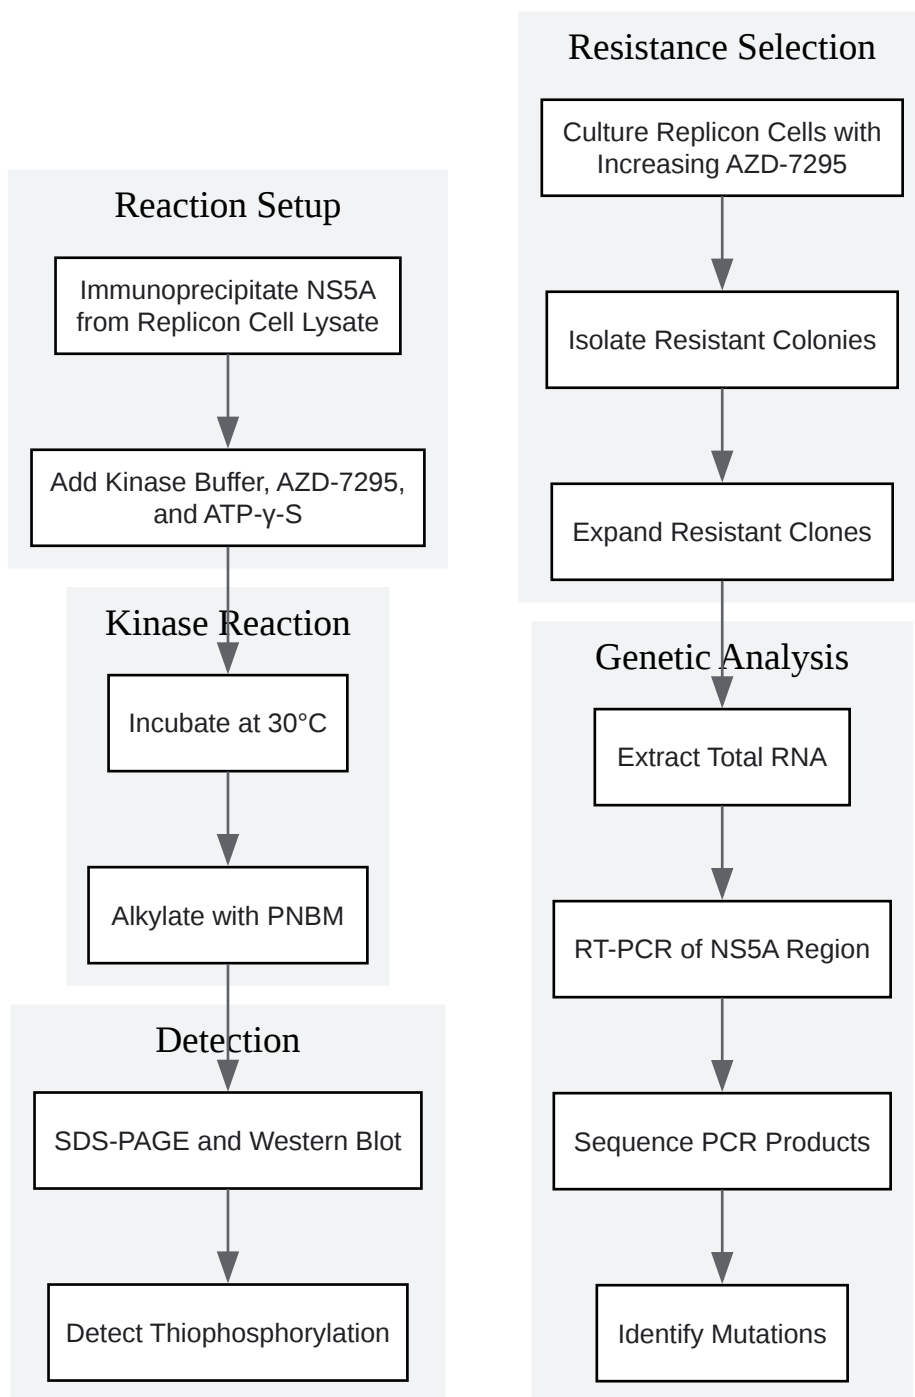 Reaction Setup
Immunoprecipitate NS5A
from Replicon Cell Lysate
Add Kinase Buffer, AZD-7295,
and ATP-γ-S
Kinase Reaction
Incubate at 30°C
Alkylate with PNBM
Detection
SDS-PAGE and Western Blot
Detect Thiophosphorylation
Resistance Selection
Culture Replicon Cells with
Increasing AZD-7295
Isolate Resistant Colonies
Expand Resistant Clones
Genetic Analysis
Extract Total RNA
RT-PCR of NS5A Region
Sequence PCR Products
Identify Mutations